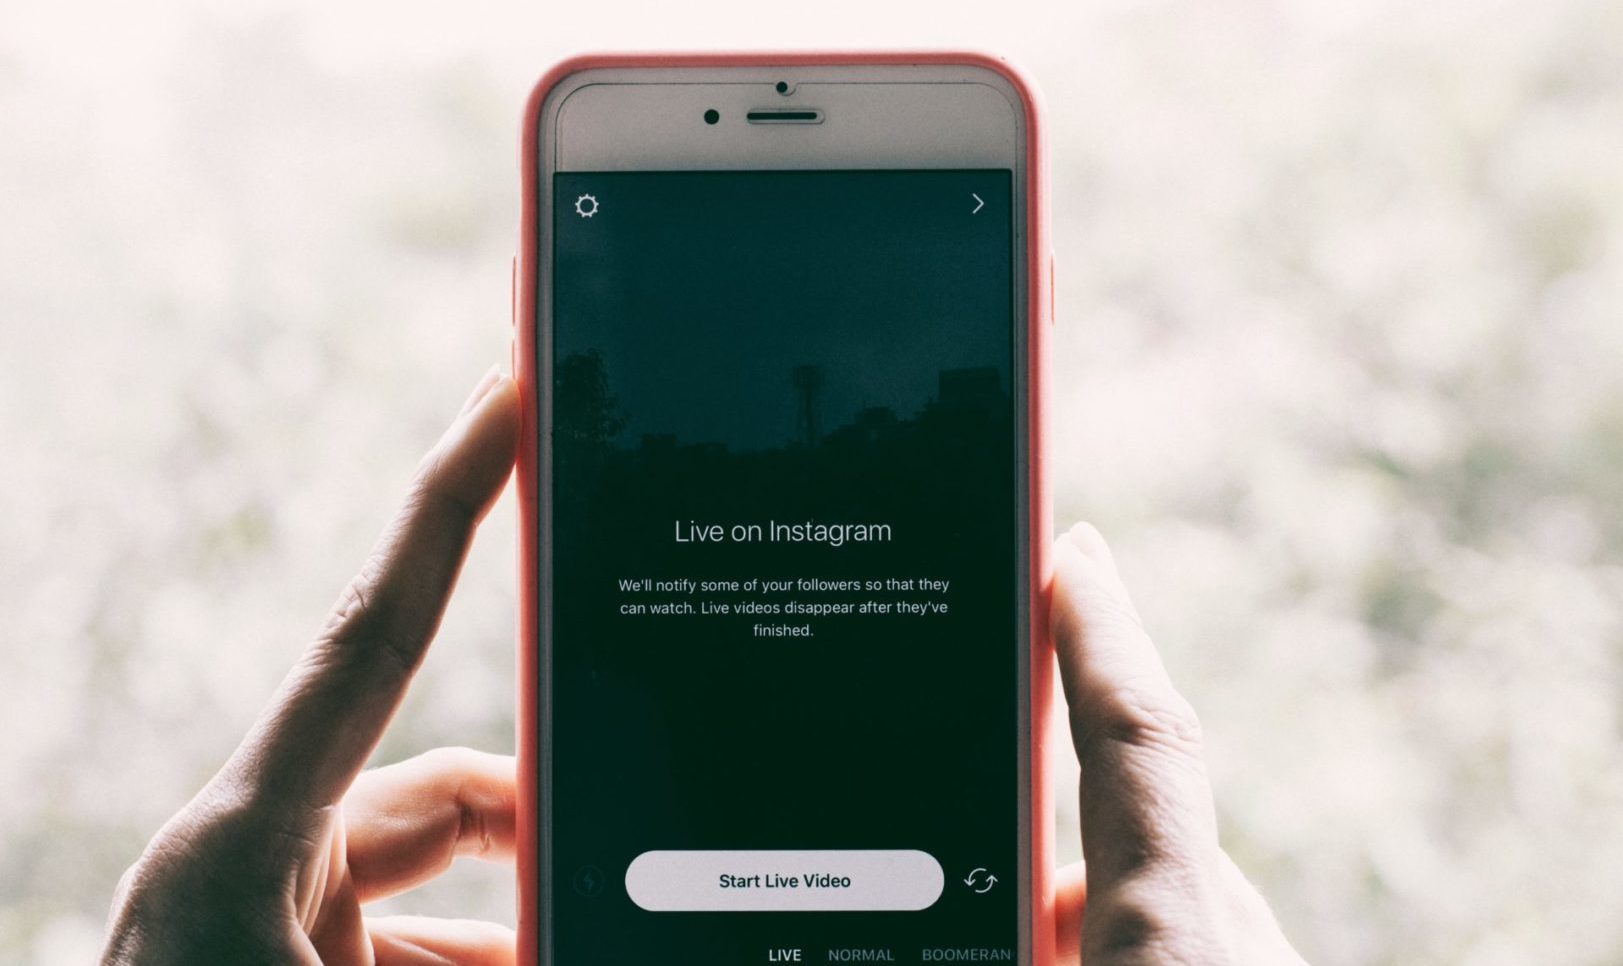 Live on Instagram
We'll notify some of your followers so that they
can watch. Live videos disappear after they've
finished.
Start Live Video
LIVE NORMAL BOOMERAN